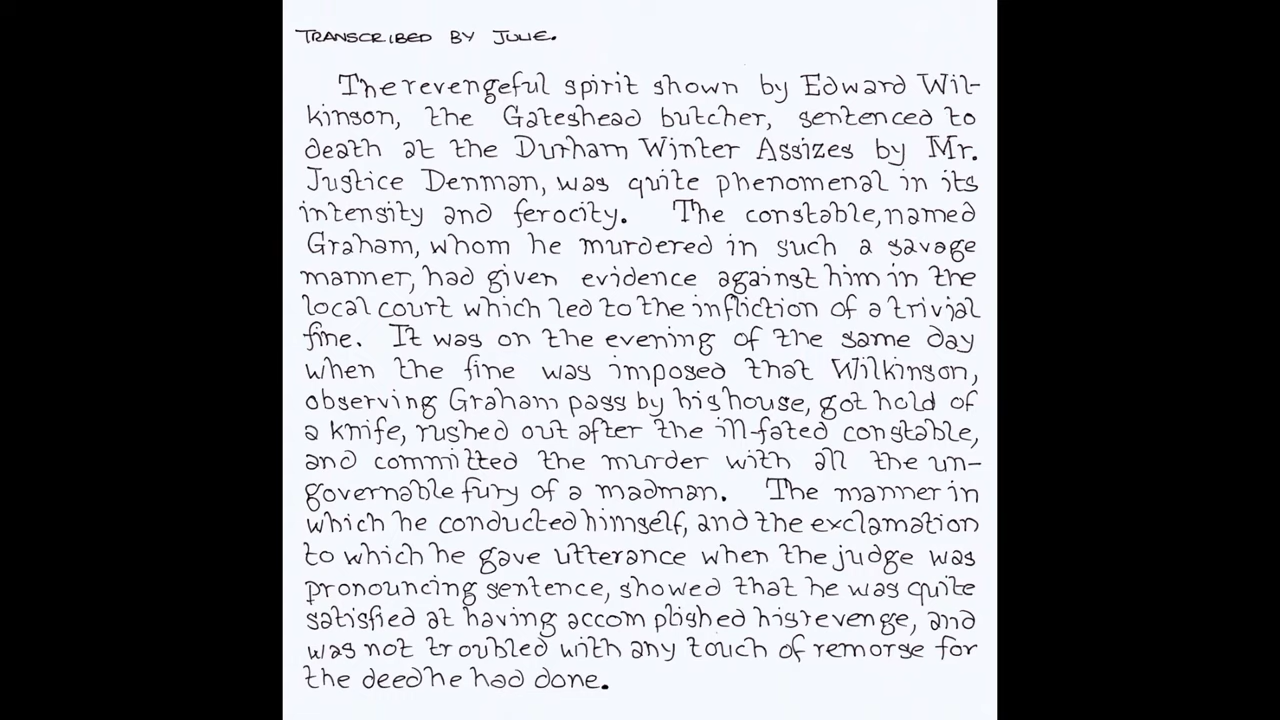 TRANSCRIBED BY JULIE.
The revengeful spirit shown by Edward Wil-
kinson, the Gateshead butcher, sentenced to
death at the Durham Winter Assizes by Mr.
Justice Denman, was quite phenomenal in its
intensity and ferocity. The constable, named
Graham, whom he murdered in such a savage
manner, had given evidence against him in the
local court which led to the infliction of a trivial
fine. It was on the evening of the same day
when the fine was imposed that Wilkinson,
observing Graham pass by his house, got hold of
a knife, rushed out after the ill-fated constable,
and committed the murder with all the un-
governable fury of a madman. The manner in
which he conducted himself, and the exclamation
to which he gave utterance when the judge was
pronouncing sentence, showed that he was quite
satisfied at having accomplished his revenge, and
was not troubled with any touch of remorse for
the deed he had done.